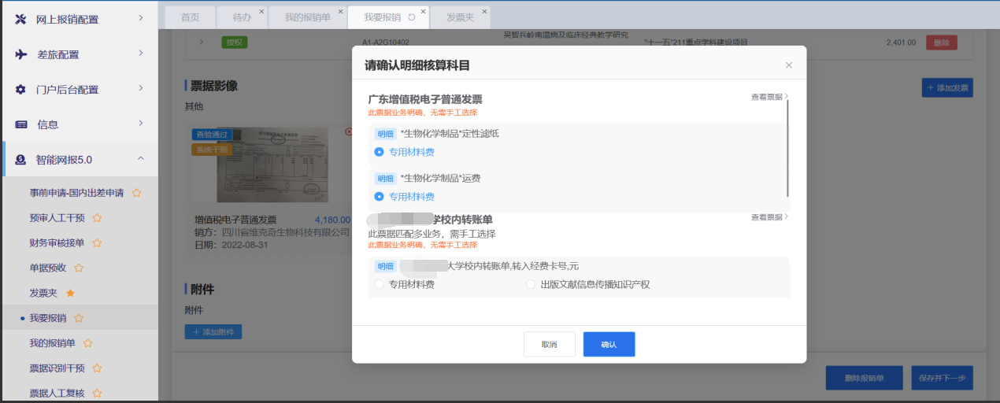 网上报销配置
差旅配置
门户后台配置
信息
智能网报5.0
事前申请-国内出差申请
预审人工干预
财务审核接单
单据预收
发票夹
我要报销
我的报销单
票据识别干预
票据人工复核
首页 待办 我的报销单 我要报销 发票夹
授权 A1-A2G10402 吴智兵岭南温病及临床经典教学研究 "十一五"211重点学科建设项目 2,401.00 删除
票据影像
+ 添加发票
其他
查验通过
系统干预
增值税电子普通发票 4,180.00
销方: 四川省维克奇生物科技有限公司
日期: 2022-08-31
附件
附件
+ 添加附件
删除报销单 保存并下一步
请确认明细核算科目
广东增值税电子普通发票 查看票据
此票据业务明确，无需手工选择
明细 *生物化学制品*定性滤纸
专用材料费
明细 *生物化学制品*运费
专用材料费
学校内转账单 查看票据
此票据匹配多业务，需手工选择
此票据业务明确，无需手工选择
明细 大学校内转账单,转入经费卡号,元
专用材料费 出版文献信息传播知识产权
取消 确认